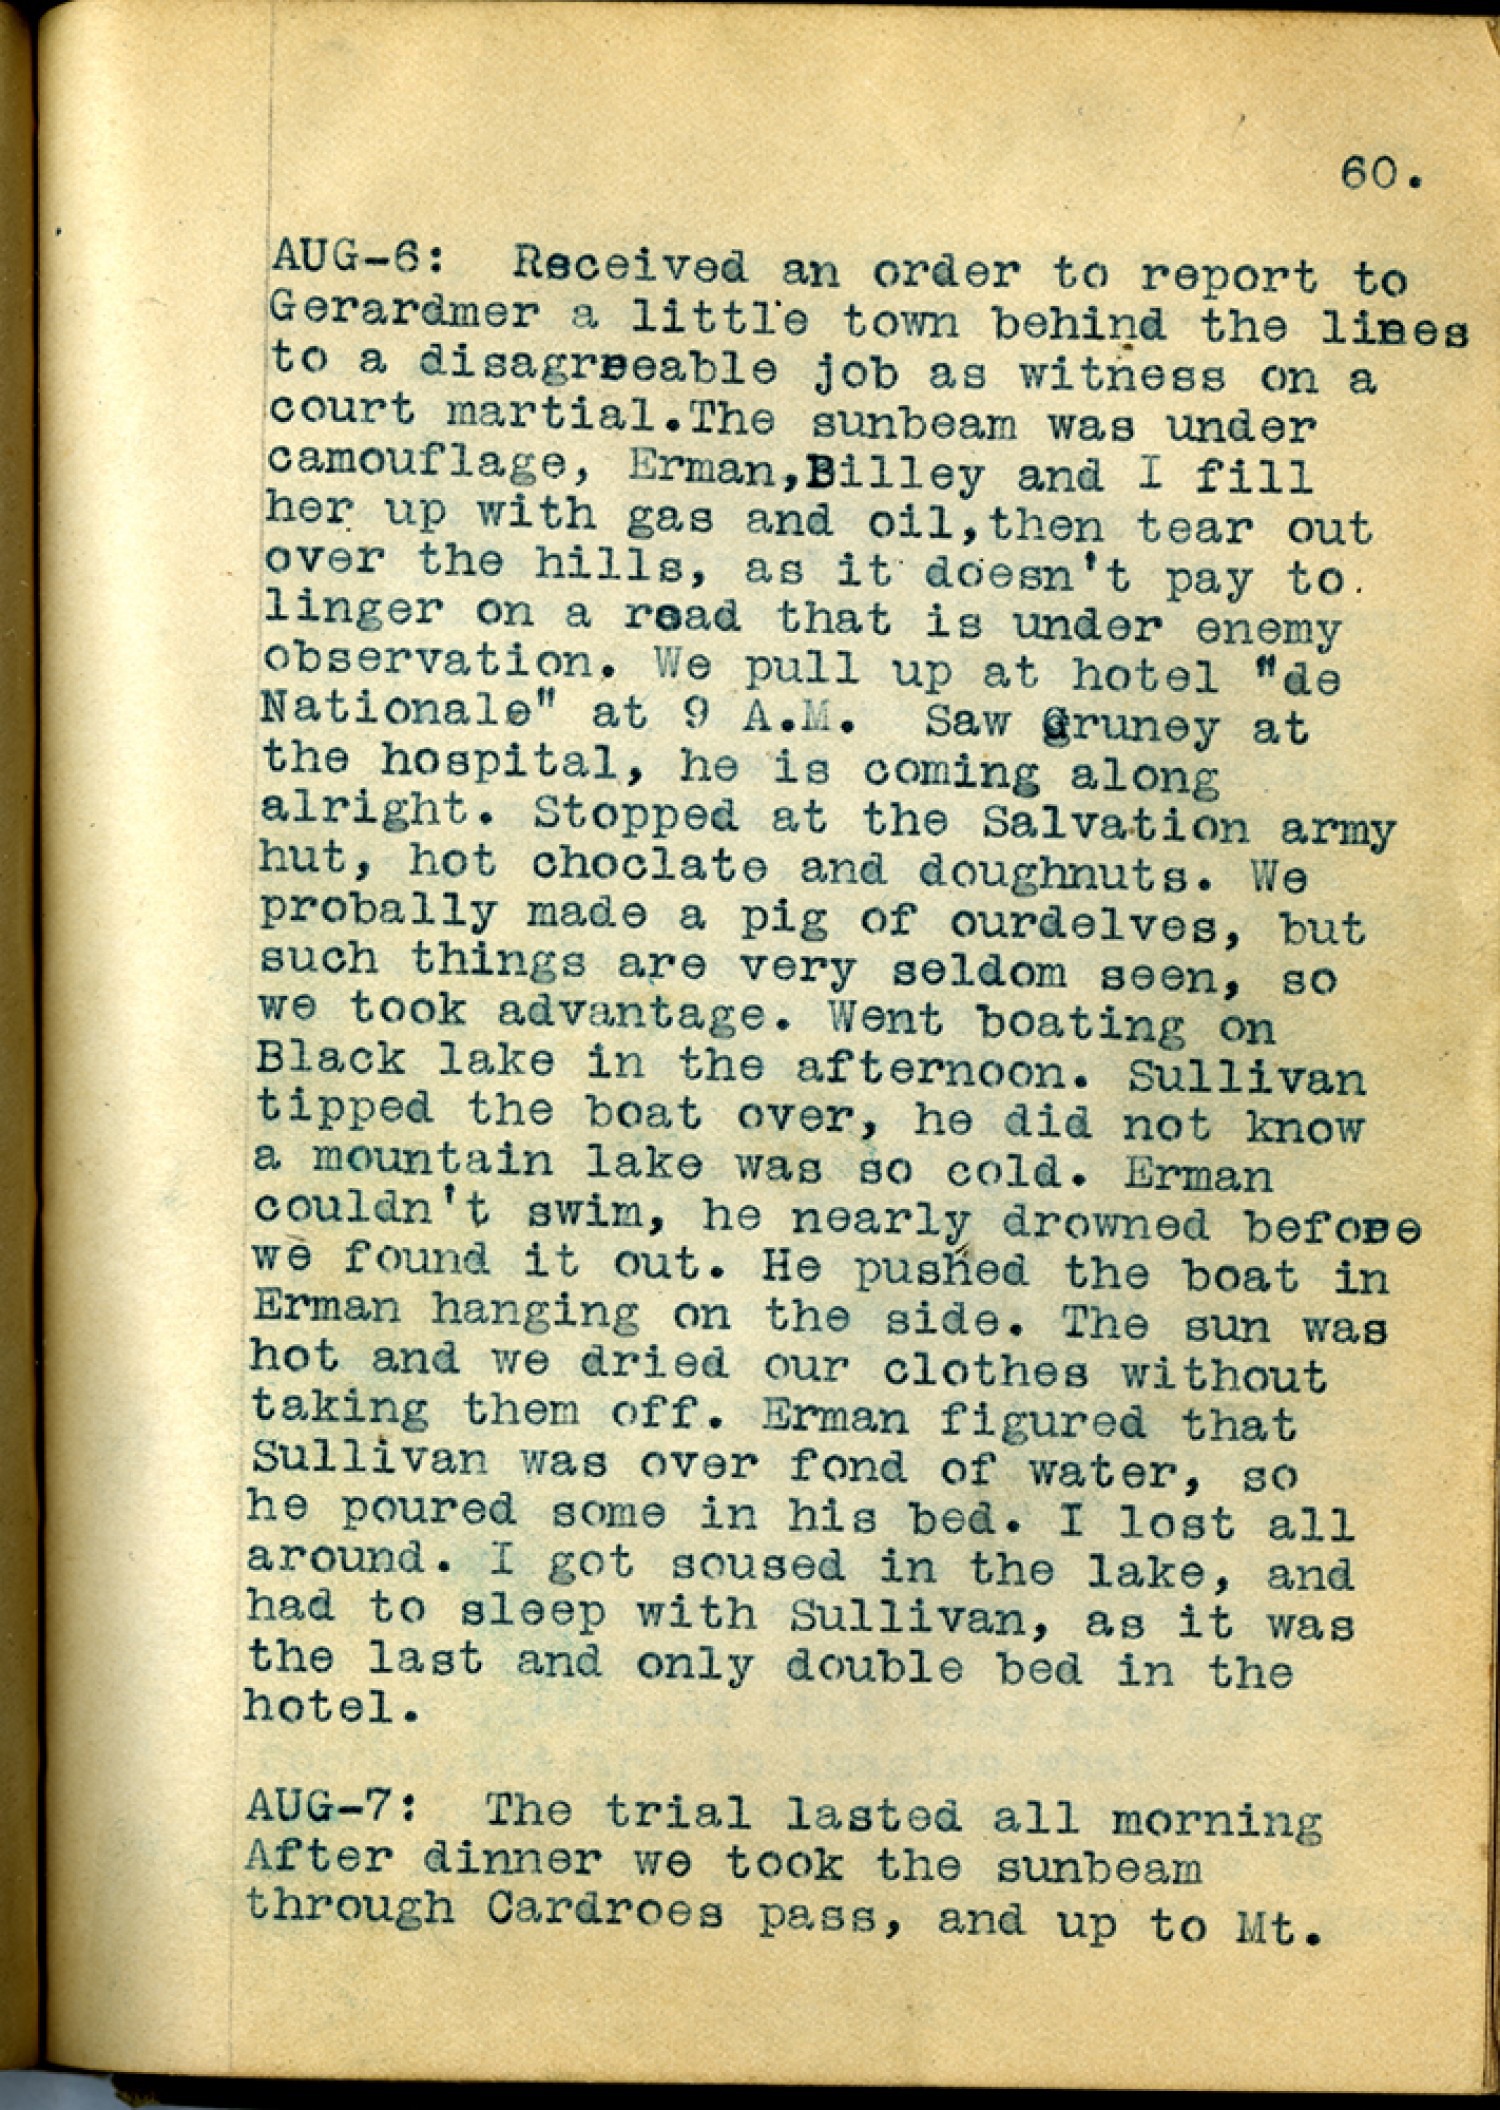 60.
AUG-6:  Received an order to report to
Gerardmer a little town behind the lines
to a disagreeable job as witness on a
court martial.The sunbeam was under
camouflage, Erman,Billey and I fill
her up with gas and oil,then tear out
over the hills, as it doesn't pay to.
linger on a road that is under enemy
observation. We pull up at hotel "de
Nationale" at 9 A.M.  Saw Gruney at
the hospital, he is coming along
alright. Stopped at the Salvation army
hut, hot choclate and doughnuts. We
probally made a pig of ourdelves, but
such things are very seldom seen, so
we took advantage. Went boating on
Black lake in the afternoon. Sullivan
tipped the boat over, he did not know
a mountain lake was so cold. Erman
couldn't swim, he nearly drowned before
we found it out. He pushed the boat in
Erman hanging on the side. The sun was
hot and we dried our clothes without
taking them off. Erman figured that
Sullivan was over fond of water, so
he poured some in his bed. I lost all
around. I got soused in the lake, and
had to sleep with Sullivan, as it was
the last and only double bed in the
hotel.
AUG-7:  The trial lasted all morning
After dinner we took the sunbeam
through Cardroes pass, and up to Mt.